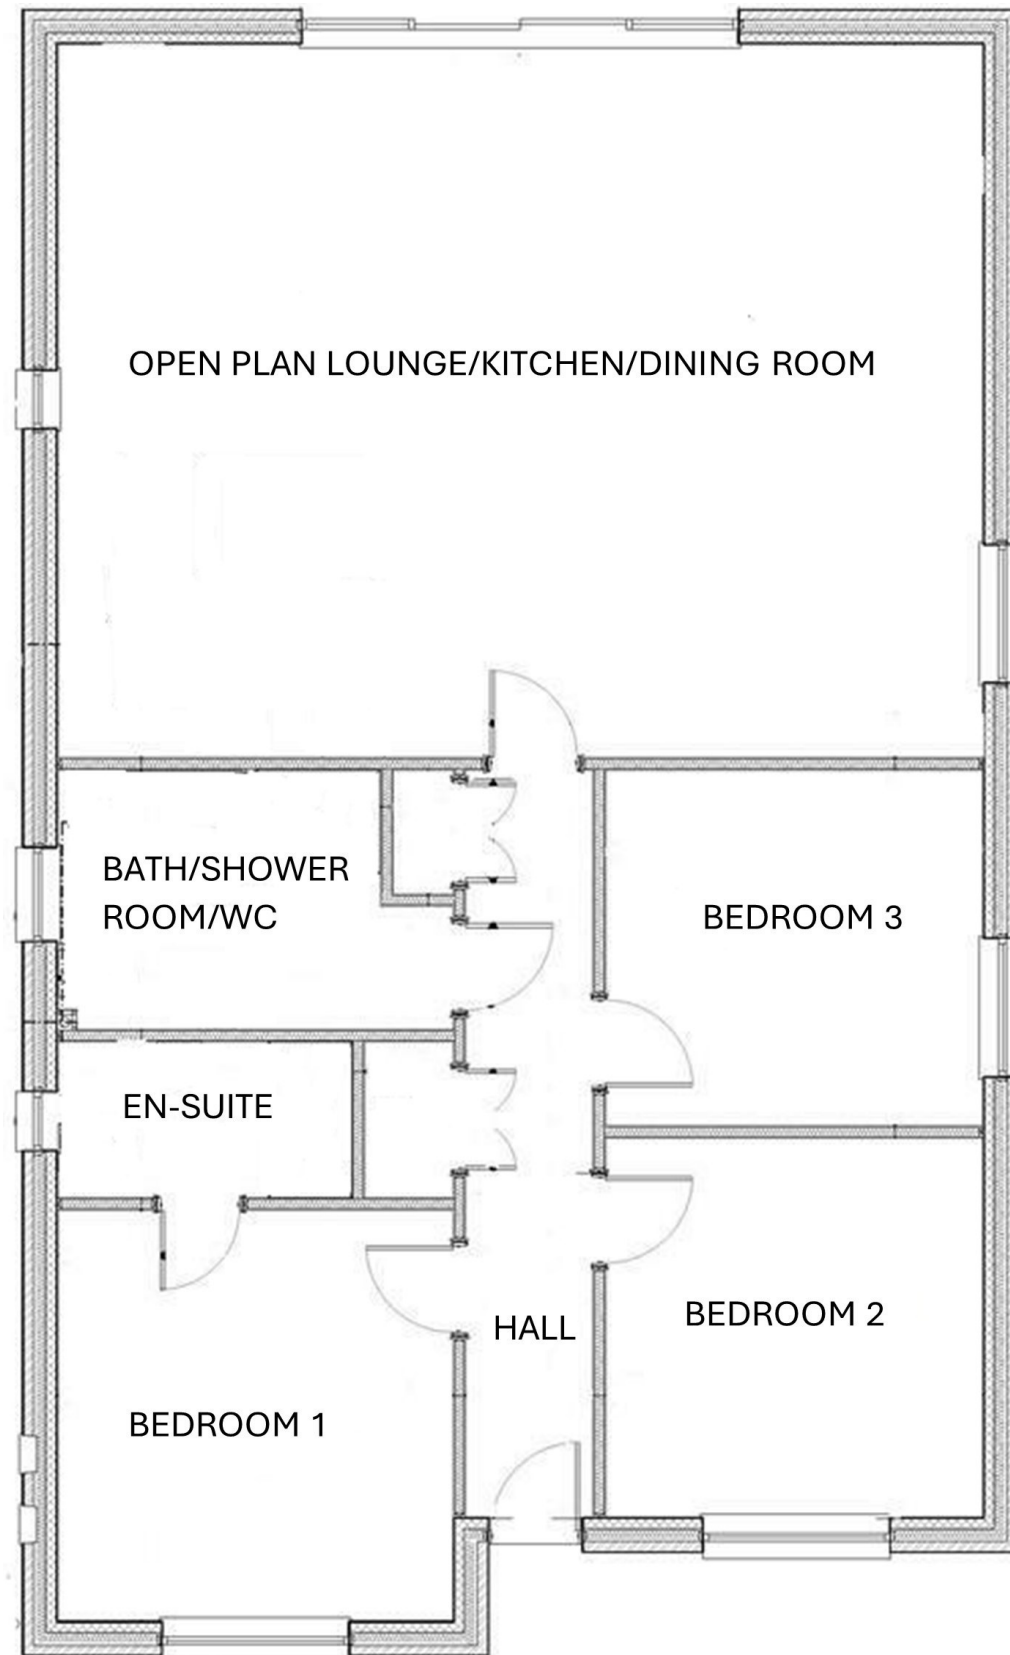 OPEN PLAN LOUNGE/KITCHEN/DINING ROOM
BATH/SHOWER
ROOM/WC
BEDROOM 3
EN-SUITE
HALL
BEDROOM 2
BEDROOM 1